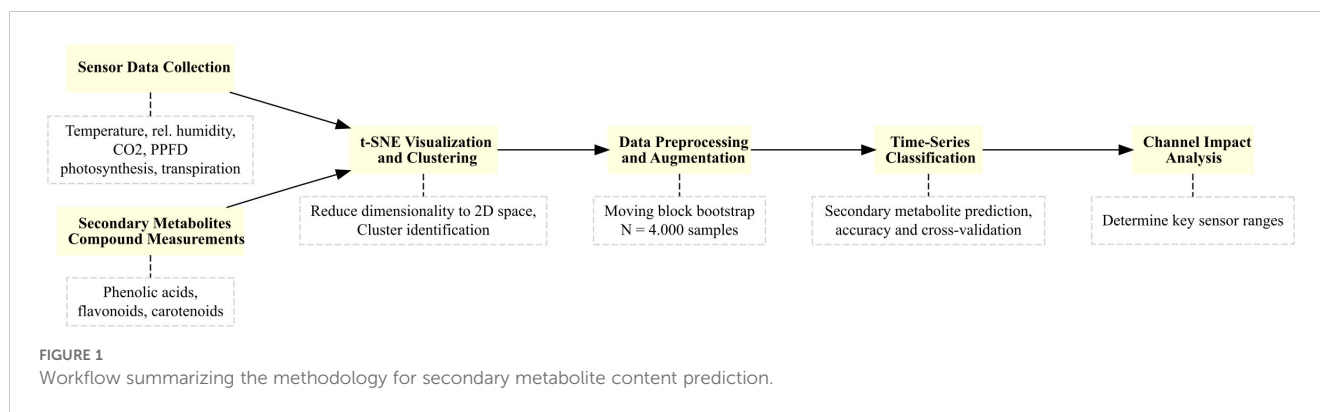 Sensor Data Collection
Temperature, rel. humidity,
CO2, PPFD
photosynthesis, transpiration
Secondary Metabolites
Compound Measurements
Phenolic acids,
flavonoids, carotenoids
t-SNE Visualization
and Clustering
Reduce dimensionality to 2D space,
Cluster identification
Data Preprocessing
and Augmentation
Moving block bootstrap
N = 4.000 samples
Time-Series
Classification
Secondary metabolite prediction,
accuracy and cross-validation
Channel Impact
Analysis
Determine key sensor ranges
FIGURE 1
Workflow summarizing the methodology for secondary metabolite content prediction.